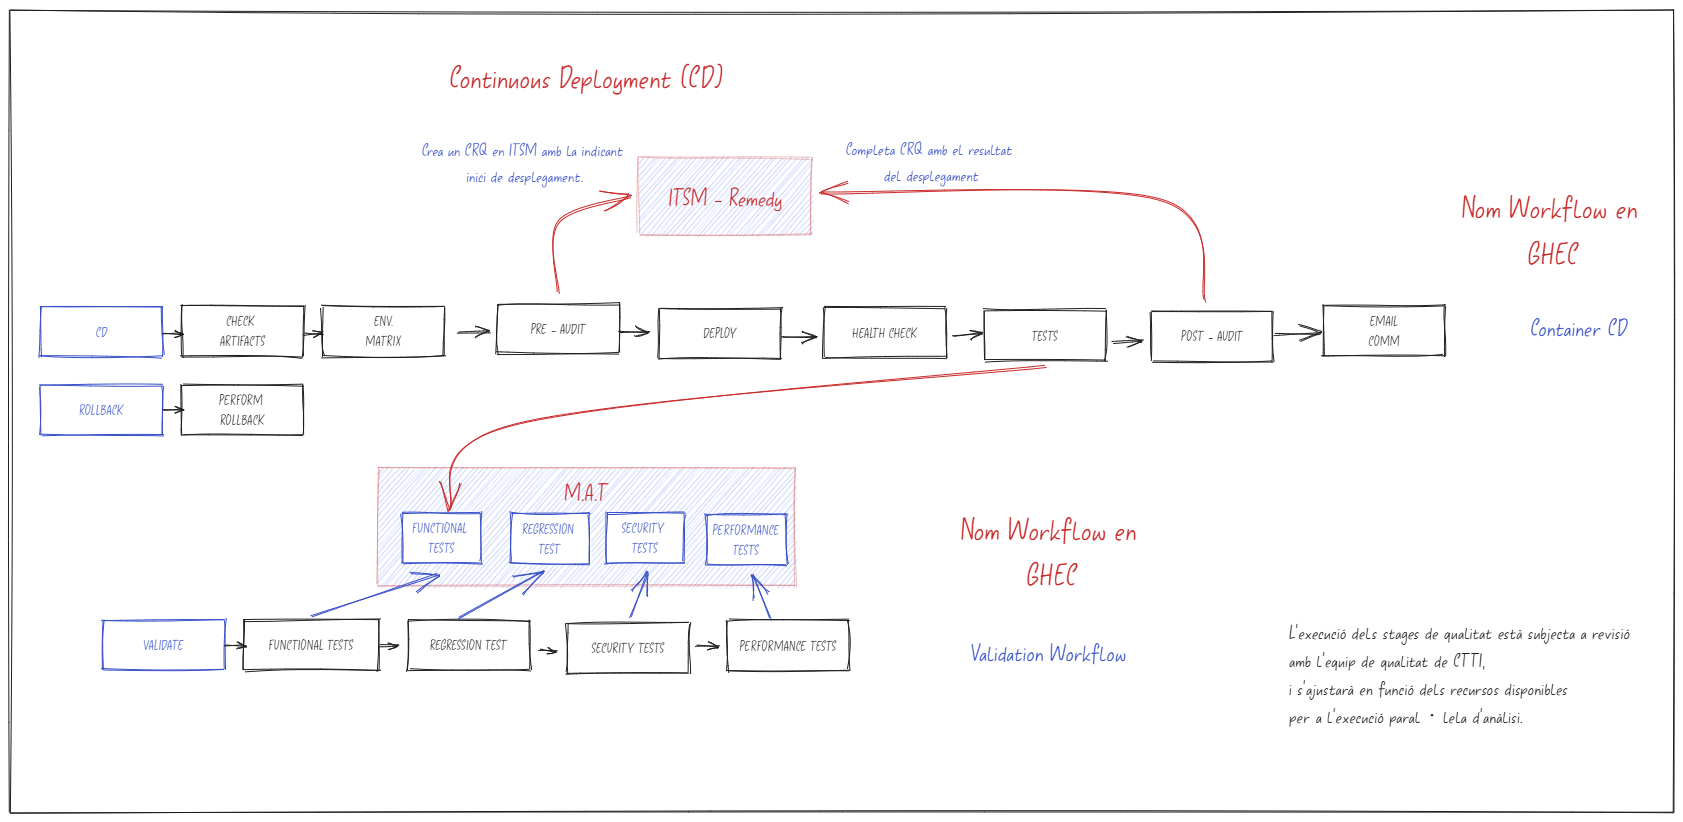 Continuous Deployment (CD)
Crea un CRQ en ITSM amb la indicant
inici de desplegament.
Completa CRQ amb el resultat
del desplegament
ITSM - Remedy
Nom Workflow en
GHEC
CD
CHECK
ARTIFACTS
ENV.
MATRIX
PRE - AUDIT
DEPLOY
HEALTH CHECK
TESTS
POST - AUDIT
EMAIL
COMM
Container CD
ROLLBACK
PERFORM
ROLLBACK
M.A.T
FUNCTIONAL
TESTS
REGRESSION
TEST
SECURITY
TESTS
PERFORMANCE
TESTS
Nom Workflow en
GHEC
VALIDATE
FUNCTIONAL TESTS
REGRESSION TEST
SECURITY TESTS
PERFORMANCE TESTS
Validation Workflow
L'execució dels stages de qualitat està subjecta a revisió
amb l'equip de qualitat de CTTI,
i s'ajustarà en funció dels recursos disponibles
per a l'execució paral · lela d'anàlisi.